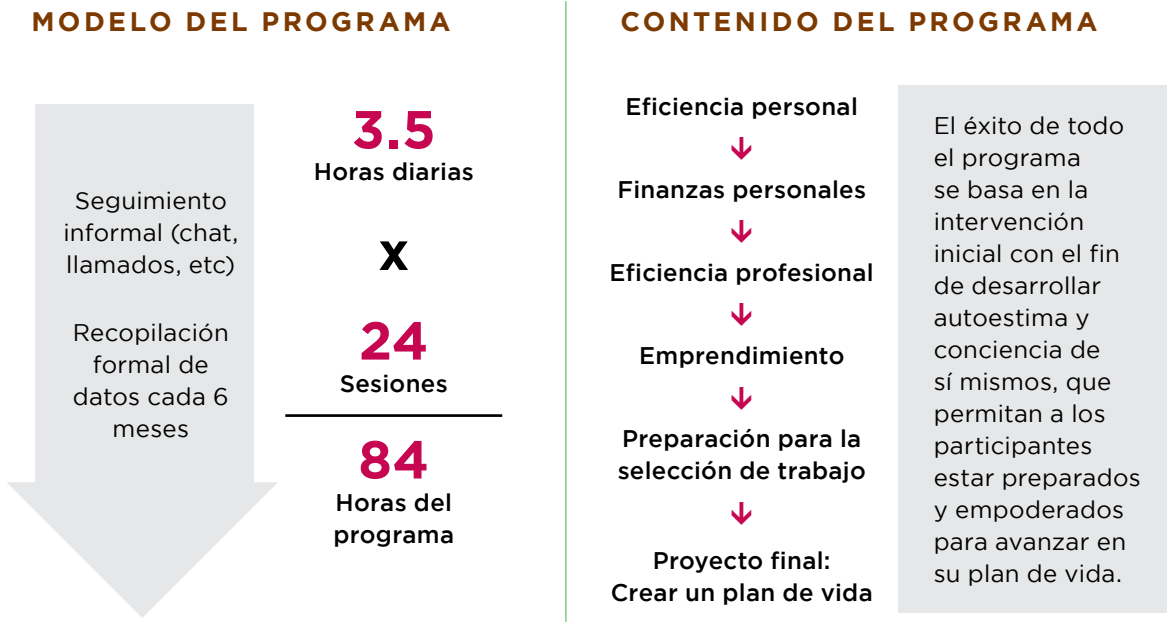 MODELO DEL PROGRAMA
Seguimiento
informal (chat,
llamados, etc)
Recopilación
formal de
datos cada 6
meses
3.5
Horas diarias
x
24
Sesiones
84
Horas del
programa
CONTENIDO DEL PROGRAMA
Eficiencia personal
Finanzas personales
Eficiencia profesional
Emprendimiento
Preparación para la
selección de trabajo
Proyecto final:
Crear un plan de vida
El éxito de todo
el programa
se basa en la
intervención
inicial con el fin
de desarrollar
autoestima y
conciencia de
sí mismos, que
permitan a los
participantes
estar preparados
y empoderados
para avanzar en
su plan de vida.